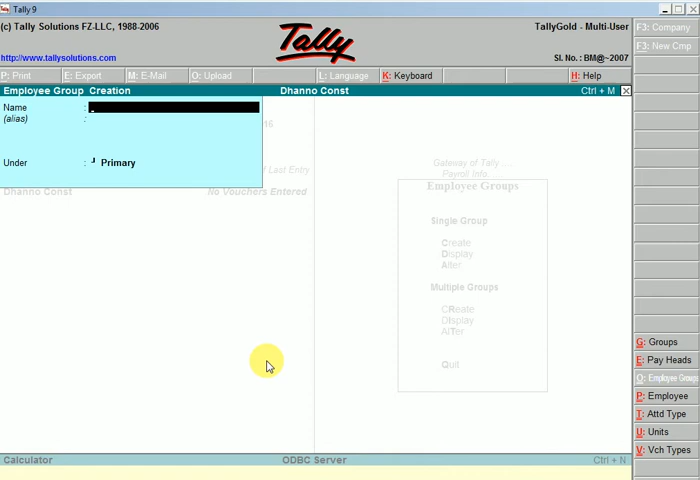 Tally 9
(c) Tally Solutions FZ-LLC, 1988-2006
Tally
TallyGold - Multi-User
http://www.tallysolutions.com
Sl. No. : BM@~2007
F3: Company
F3: New Cmp
P: Print
E: Export
M: E-Mail
O: Upload
L: Language
K: Keyboard
H: Help
Employee Group Creation
Dhanno Const
Ctrl + M
Name :
(alias) :
Under : Primary
16
of Last Entry
Dhanno Const
No Vouchers Entered
Gateway of Tally ....
Payroll Info. ....
Employee Groups
Single Group
Create
Display
Alter
Multiple Groups
CReate
DIsplay
AlTer
Quit
G: Groups
E: Pay Heads
O: Employee Groups
P: Employee
T: Attd Type
U: Units
V: Vch Types
Calculator
ODBC Server
Ctrl + N